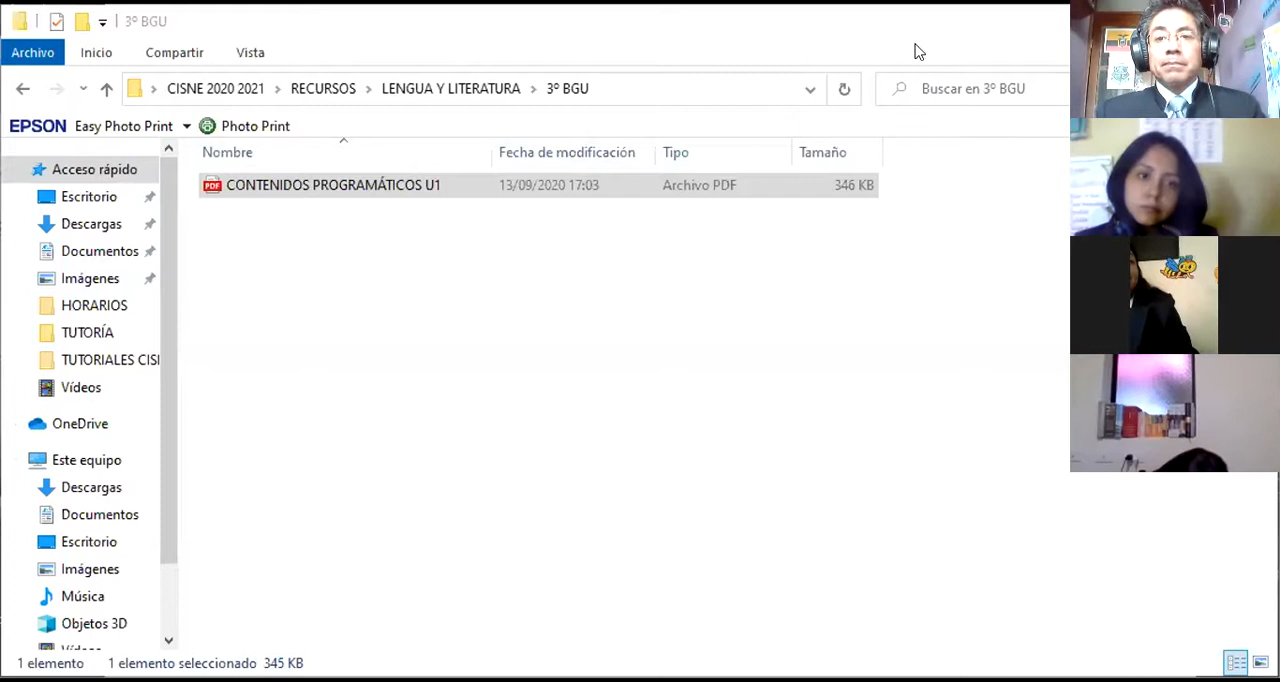 3º BGU
Archivo Inicio Compartir Vista
CISNE 2020 2021 RECURSOS LENGUA Y LITERATURA 3º BGU
Buscar en 3º BGU
EPSON Easy Photo Print Photo Print
Nombre Fecha de modificación Tipo Tamaño
CONTENIDOS PROGRAMÁTICOS U1 13/09/2020 17:03 Archivo PDF 346 KB
Acceso rápido
Escritorio
Descargas
Documentos
Imágenes
HORARIOS
TUTORÍA
TUTORIALES CIS
Vídeos
OneDrive
Este equipo
Descargas
Documentos
Escritorio
Imágenes
Música
Objetos 3D
Vídeos
1 elemento 1 elemento seleccionado 345 KB